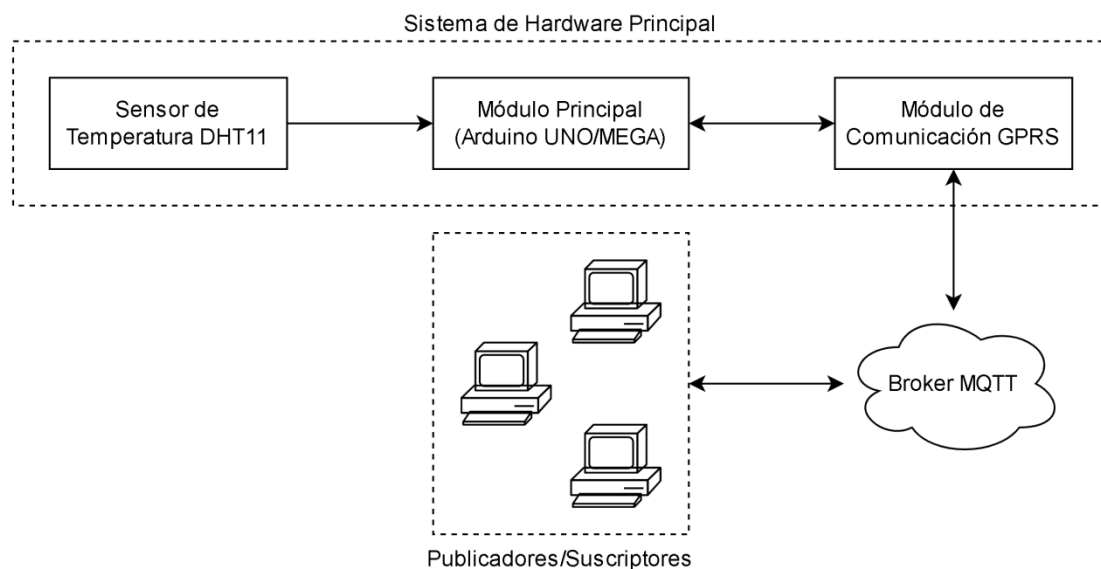 Sistema de Hardware Principal
Sensor de
Temperatura DHT11
Módulo Principal
(Arduino UNO/MEGA)
Módulo de
Comunicación GPRS
Broker MQTT
Publicadores/Suscriptores